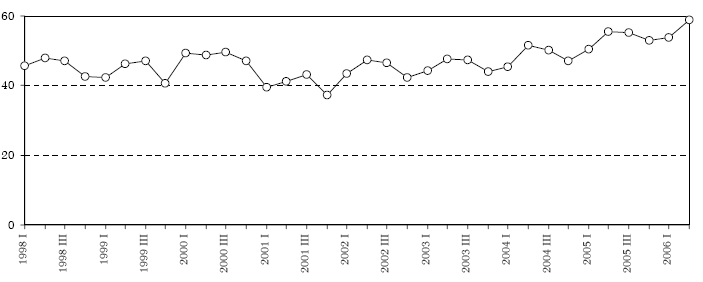 60
40
20
0
1998 I
1998 III
1999 I
1999 III
2000 I
2000 III
2001 I
2001 III
2002 I
2002 III
2003 I
2003 III
2004 I
2004 III
2005 I
2005 III
2006 I